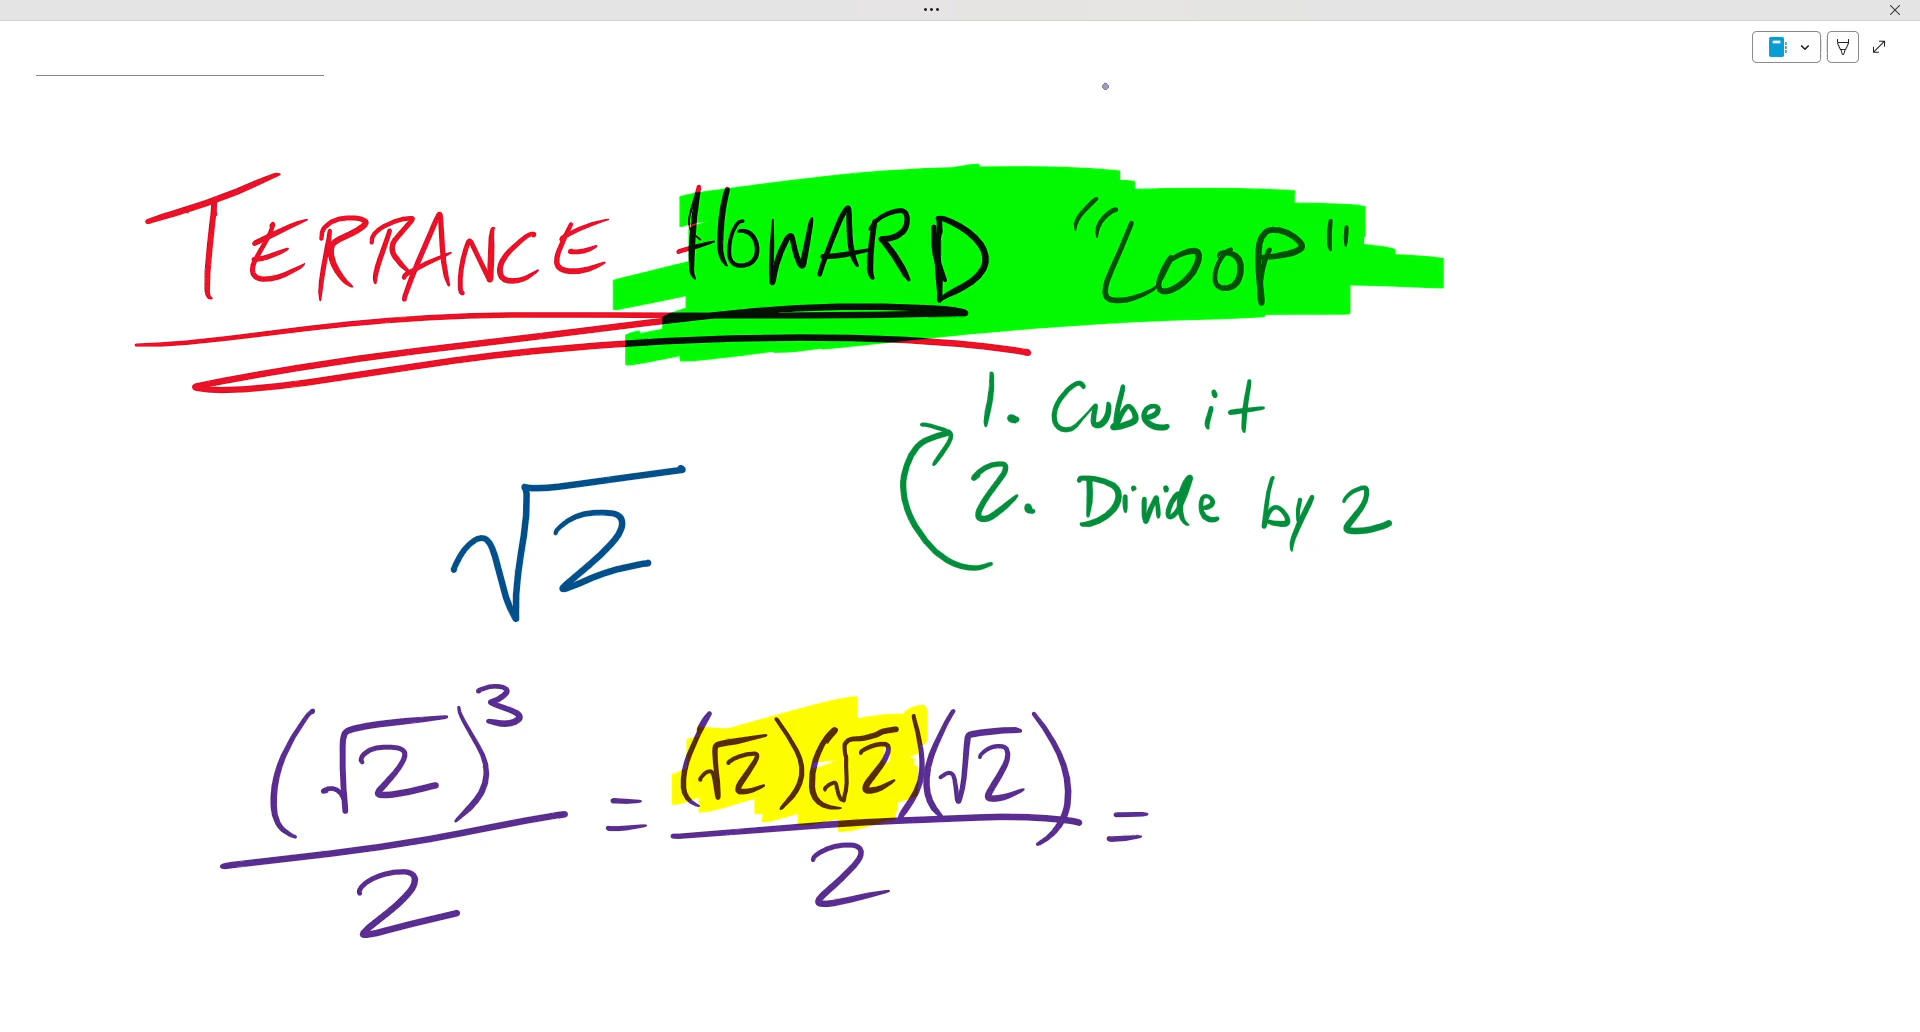 TERRANCE HOWARD "LOOP"
1. Cube it
2. Divide by 2
√2
(√2)³/2 = (√2)(√2)(√2)/2 =